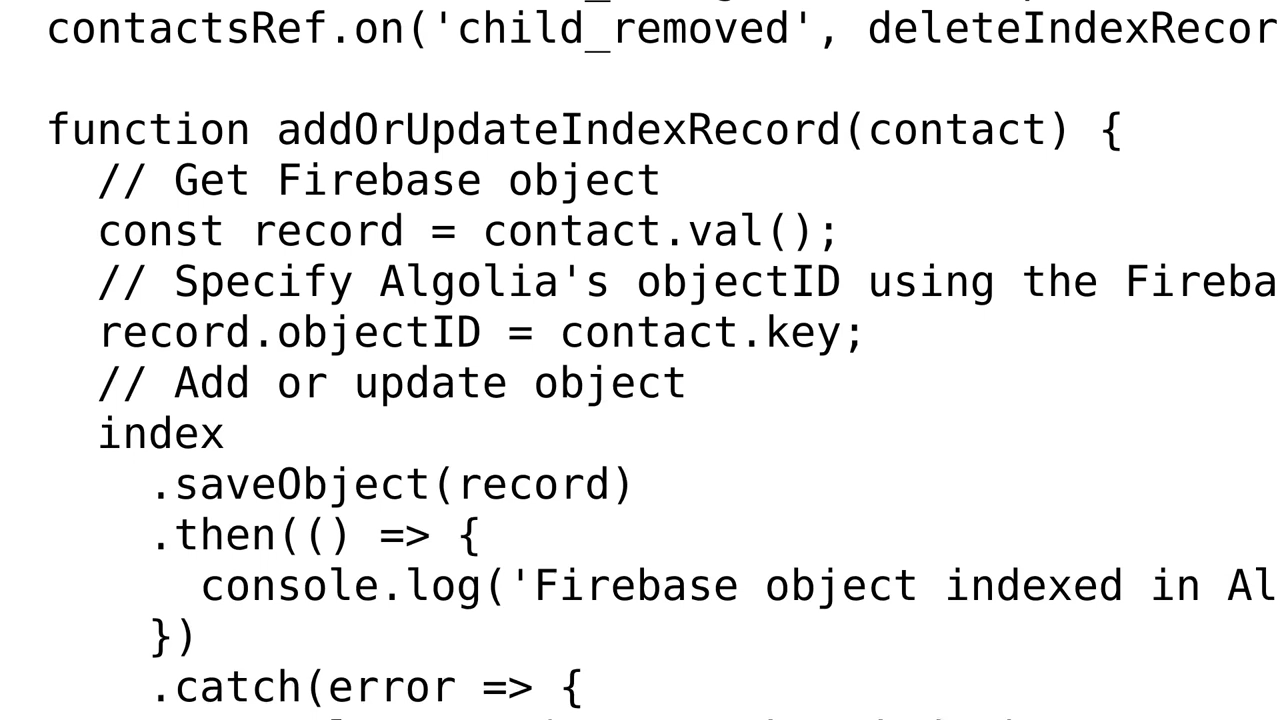 contactsRef.on('child_removed', deleteIndexRecor
function addOrUpdateIndexRecord(contact) {
// Get Firebase object
const record = contact.val();
// Specify Algolia's objectID using the Fireba
record.objectID = contact.key;
// Add or update object
index
.saveObject(record)
.then(() => {
console.log('Firebase object indexed in Al
})
.catch(error => {